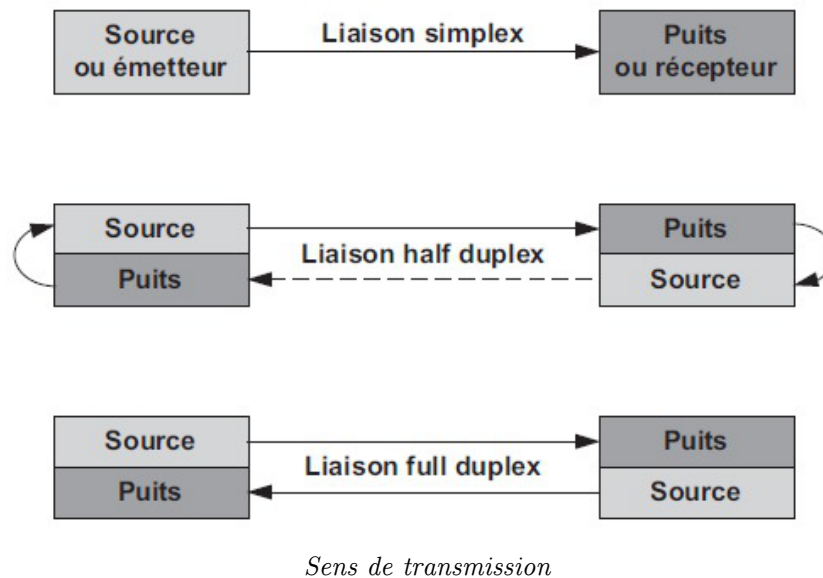 Source
ou émetteur
Liaison simplex
Puits
ou récepteur
Source
Puits
Liaison half duplex
Puits
Source
Source
Puits
Liaison full duplex
Puits
Source
Sens de transmission